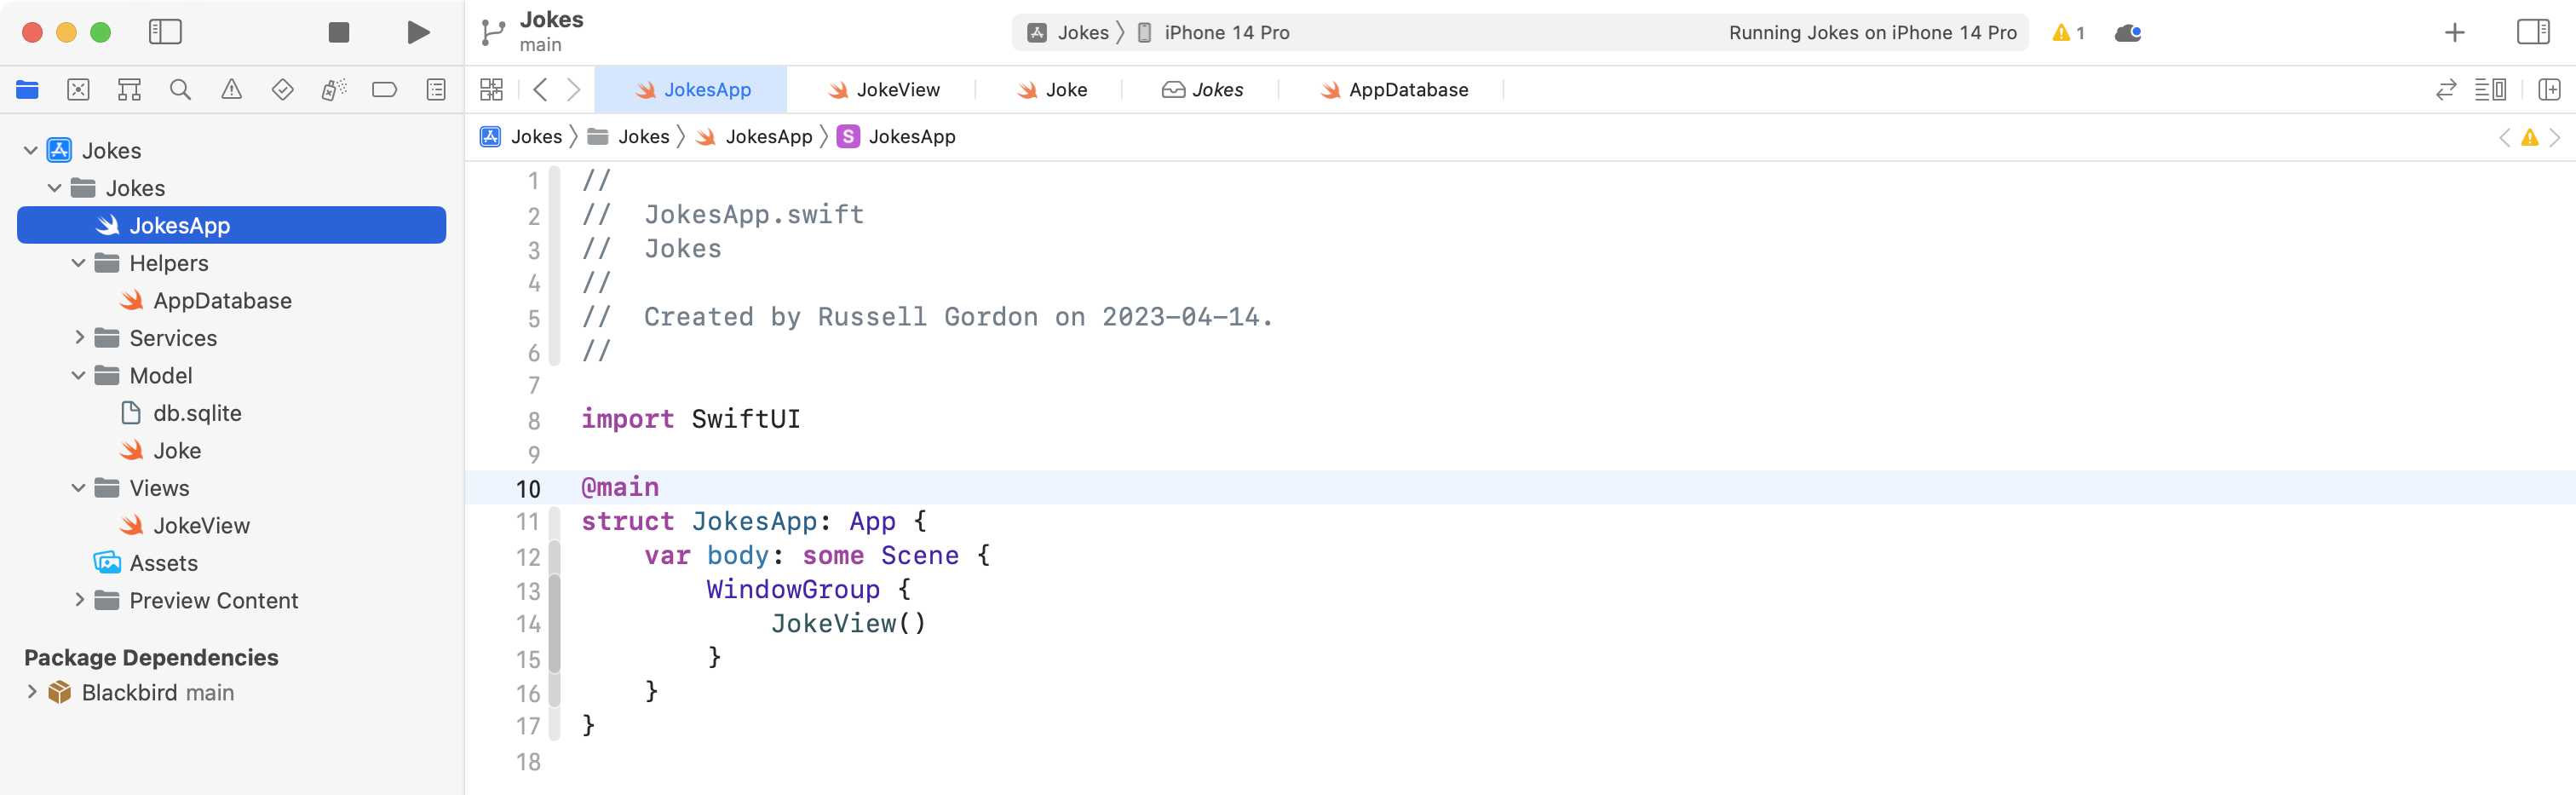 Jokes
main
Jokes
iPhone 14 Pro
Running Jokes on iPhone 14 Pro
1
JokesApp
JokeView
Joke
Jokes
AppDatabase
Jokes
Jokes
JokesApp
S
JokesApp
Jokes
Jokes
JokesApp
Helpers
AppDatabase
Services
Model
db.sqlite
Joke
Views
JokeView
Assets
Preview Content
Package Dependencies
Blackbird main
1 //
2 //  JokesApp.swift
3 //  Jokes
4 //
5 //  Created by Russell Gordon on 2023-04-14.
6 //
7
8 import SwiftUI
9
10 @main
11 struct JokesApp: App {
12     var body: some Scene {
13         WindowGroup {
14             JokeView()
15         }
16     }
17 }
18